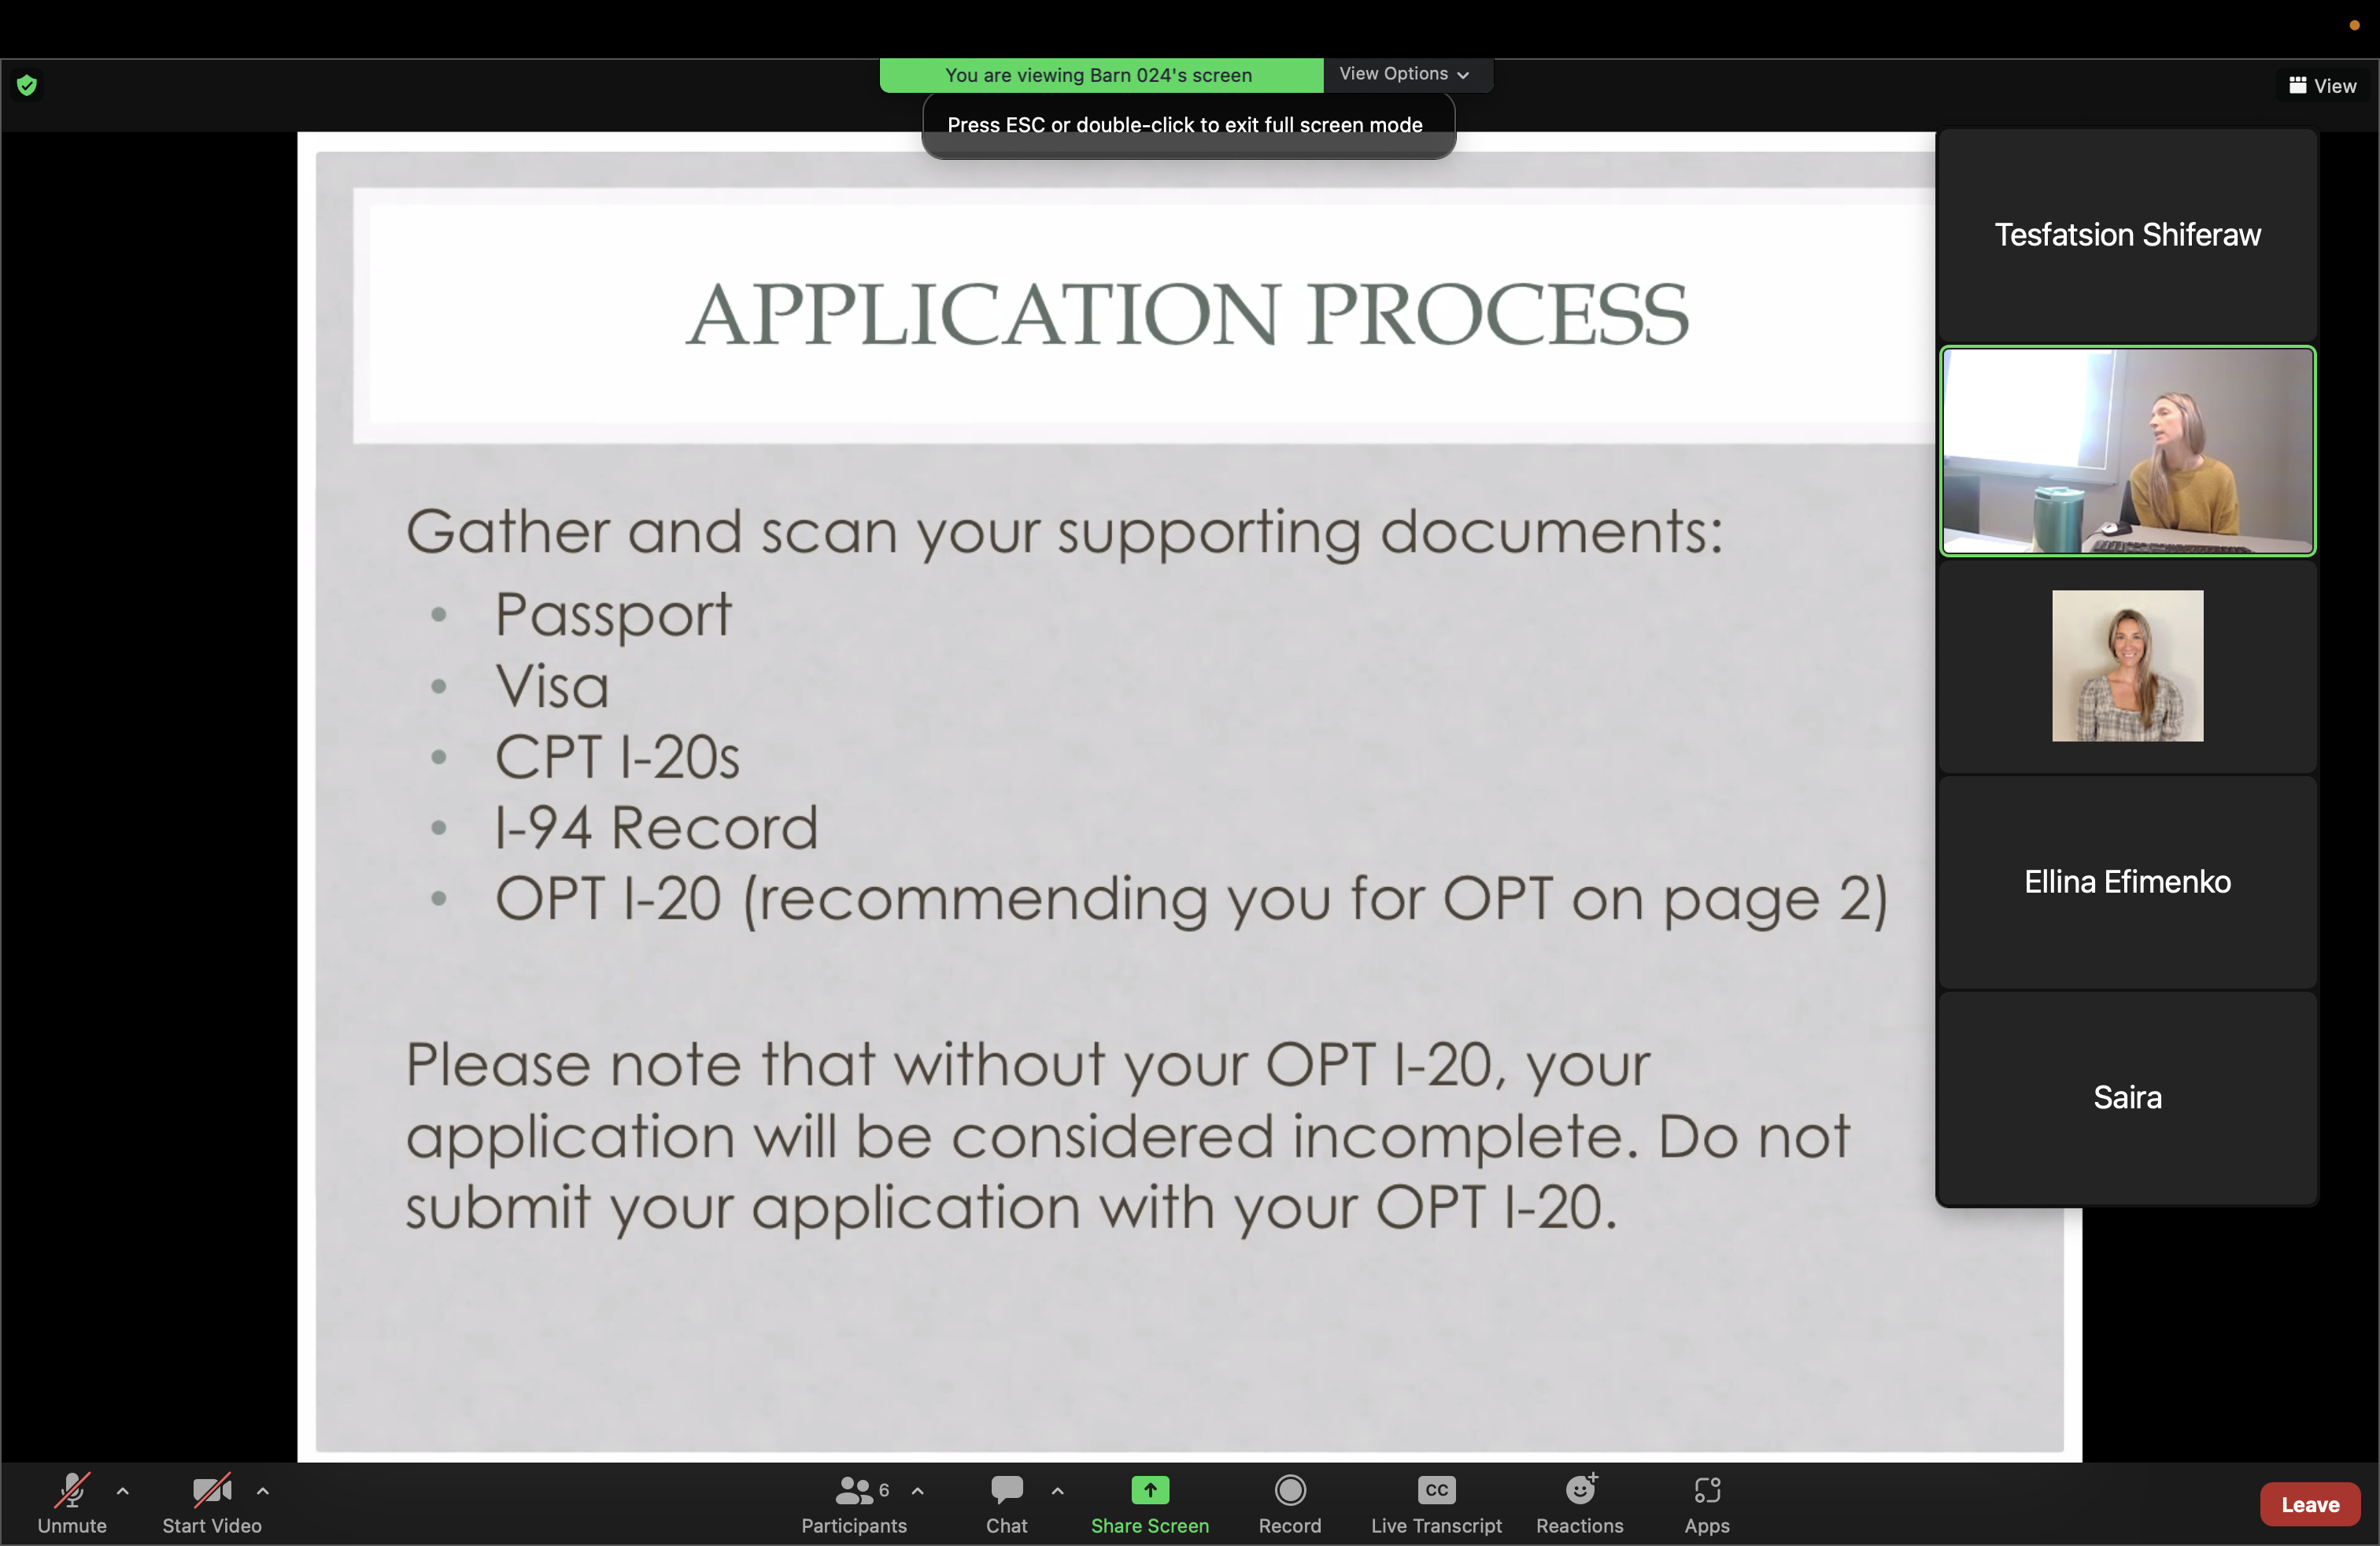 You are viewing Barn 024's screen
View Options
View
Press ESC or double-click to exit full screen mode
APPLICATION PROCESS
Gather and scan your supporting documents:
• Passport
• Visa
• CPT I-20s
• I-94 Record
• OPT I-20 (recommending you for OPT on page 2)
Please note that without your OPT I-20, your
application will be considered incomplete. Do not
submit your application with your OPT I-20.
Tesfatsion Shiferaw
Ellina Efimenko
Saira
Unmute
Start Video
6
Participants
Chat
Share Screen
Record
CC
Live Transcript
Reactions
Apps
Leave